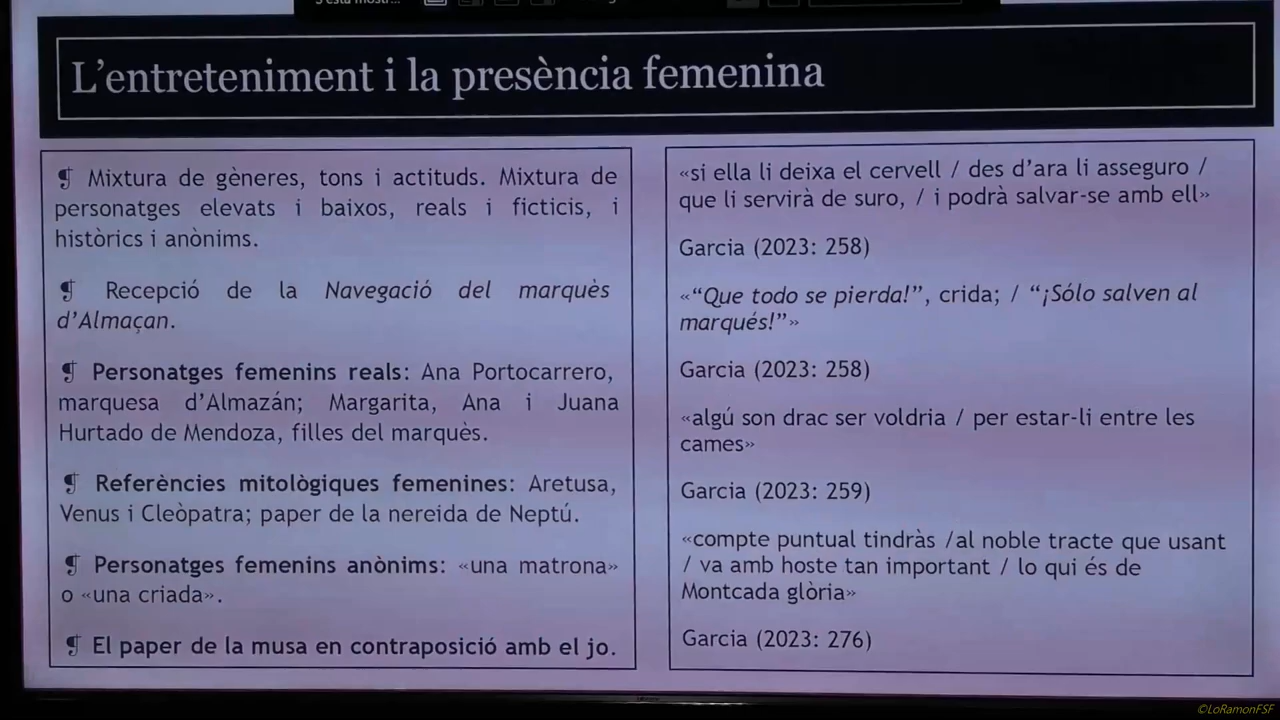 S'està mostr...
L'entreteniment i la presència femenina
¶ Mixtura de gèneres, tons i actituds. Mixtura de
personatges elevats i baixos, reals i ficticis, i
històrics i anònims.
¶ Recepció de la Navegació del marquès
d'Almaçan.
¶ Personatges femenins reals: Ana Portocarrero,
marquesa d'Almazán; Margarita, Ana i Juana
Hurtado de Mendoza, filles del marquès.
¶ Referències mitològiques femenines: Aretusa,
Venus i Cleòpatra; paper de la nereida de Neptú.
¶ Personatges femenins anònims: «una matrona»
o «una criada».
¶ El paper de la musa en contraposició amb el jo.
«si ella li deixa el cervell / des d'ara li asseguro /
que li servirà de suro, / i podrà salvar-se amb ell»
Garcia (2023: 258)
«“Que todo se pierda!”, crida; / “¡Sólo salven al
marqués!”»
Garcia (2023: 258)
«algú son drac ser voldria / per estar-li entre les
cames»
Garcia (2023: 259)
«compte puntual tindràs /al noble tracte que usant
/ va amb hoste tan important / lo qui és de
Montcada glòria»
Garcia (2023: 276)
©LoRamonFSF